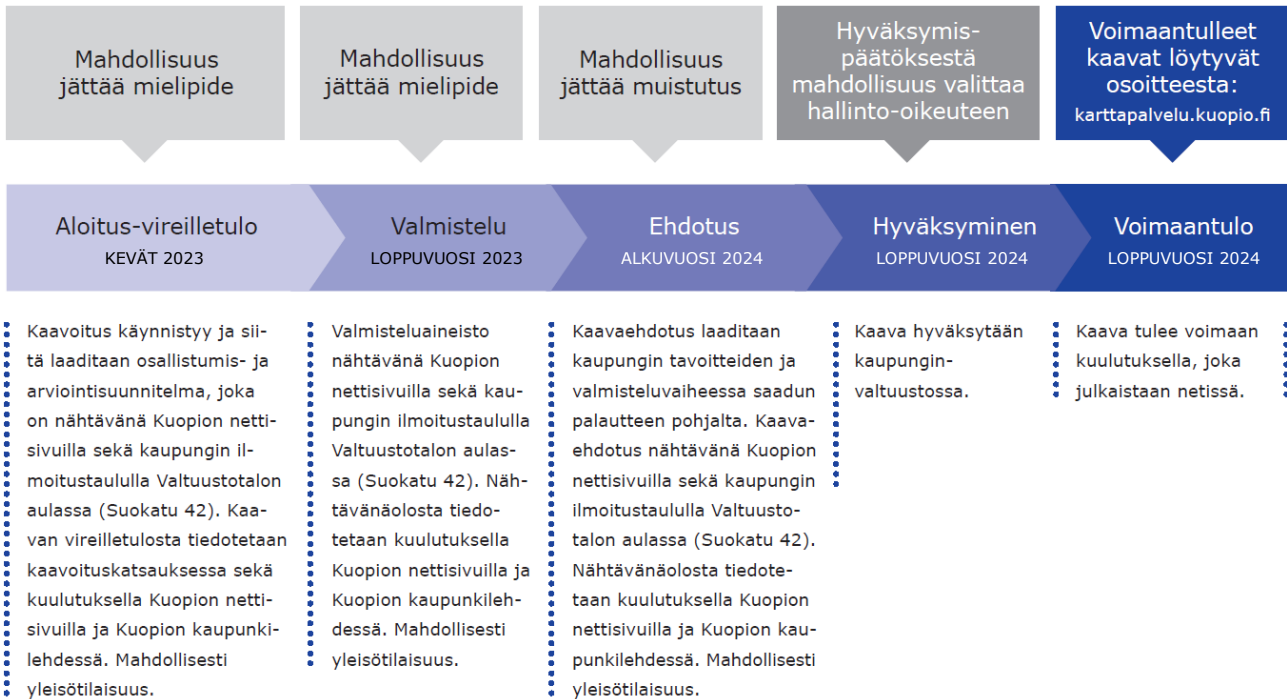 Mahdollisuus
jättää mielipide
Mahdollisuus
jättää mielipide
Mahdollisuus
jättää muistutus
Hyväksymis-
päätöksestä
mahdollisuus valittaa
hallinto-oikeuteen
Voimaantulleet
kaavat löytyvät
osoitteesta:
karttapalvelu.kuopio.fi
Aloitus-vireilletulo
KEVÄT 2023
Valmistelu
LOPPUVUOSI 2023
Ehdotus
ALKUVUOSI 2024
Hyväksyminen
LOPPUVUOSI 2024
Voimaantulo
LOPPUVUOSI 2024
Kaavoitus käynnistyy ja sii-
tä laaditaan osallistumis- ja
arviointisuunnitelma, joka
on nähtävänä Kuopion netti-
sivuilla sekä kaupungin il-
moitustaululla Valtuustotalon
aulassa (Suokatu 42). Kaa-
van vireilletulosta tiedotetaan
kaavoituskatsauksessa sekä
kuulutuksella Kuopion netti-
sivuilla ja Kuopion kaupunki-
lehdessä. Mahdollisesti
yleisötilaisuus.
Valmisteluaineisto
nähtävänä Kuopion
nettisivuilla sekä kau-
pungin ilmoitustaululla
Valtuustotalon aulas-
sa (Suokatu 42). Näh-
tävänäolosta tiedo-
tetaan kuulutuksella
Kuopion nettisivuilla ja
Kuopion kaupunkileh-
dessä. Mahdollisesti
yleisötilaisuus.
Kaavaehdotus laaditaan
kaupungin tavoitteiden ja
valmisteluvaiheessa saadun
palautteen pohjalta. Kaava-
ehdotus nähtävänä Kuopion
nettisivuilla sekä kaupungin
ilmoitustaululla Valtuusto-
talon aulassa (Suokatu 42).
Nähtävänäolosta tiedote-
taan kuulutuksella Kuopion
nettisivuilla ja Kuopion kau-
punkilehdessä. Mahdollisesti
yleisötilaisuus.
Kaava hyväksytään
kaupungin-
valtuustossa.
Kaava tulee voimaan
kuulutuksella, joka
julkaistaan netissä.